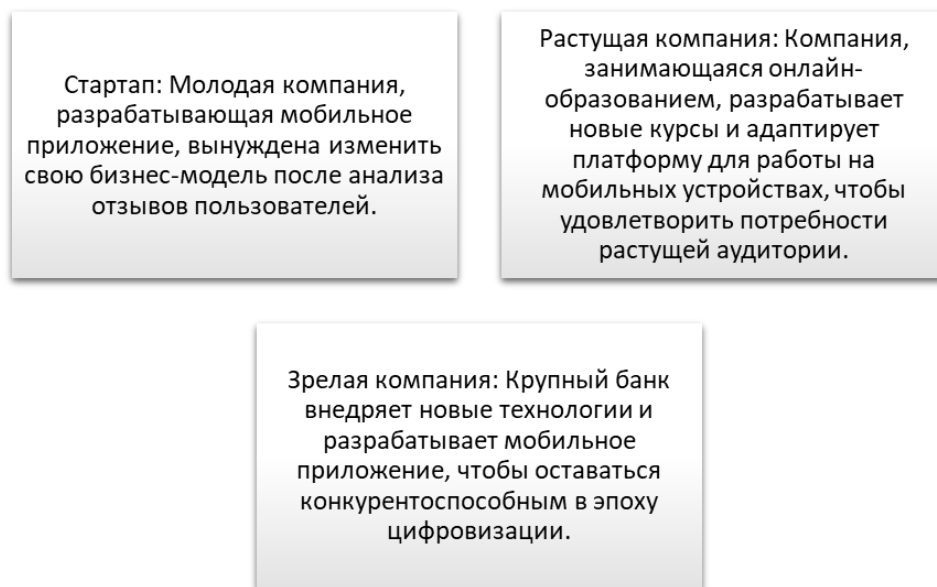 Стартап: Молодая компания,
разрабатывающая мобильное
приложение, вынуждена изменить
свою бизнес-модель после анализа
отзывов пользователей.
Растущая компания: Компания,
занимающаяся онлайн-
образованием, разрабатывает
новые курсы и адаптирует
платформу для работы на
мобильных устройствах, чтобы
удовлетворить потребности
растущей аудитории.
Зрелая компания: Крупный банк
внедряет новые технологии и
разрабатывает мобильное
приложение, чтобы оставаться
конкурентоспособным в эпоху
цифровизации.